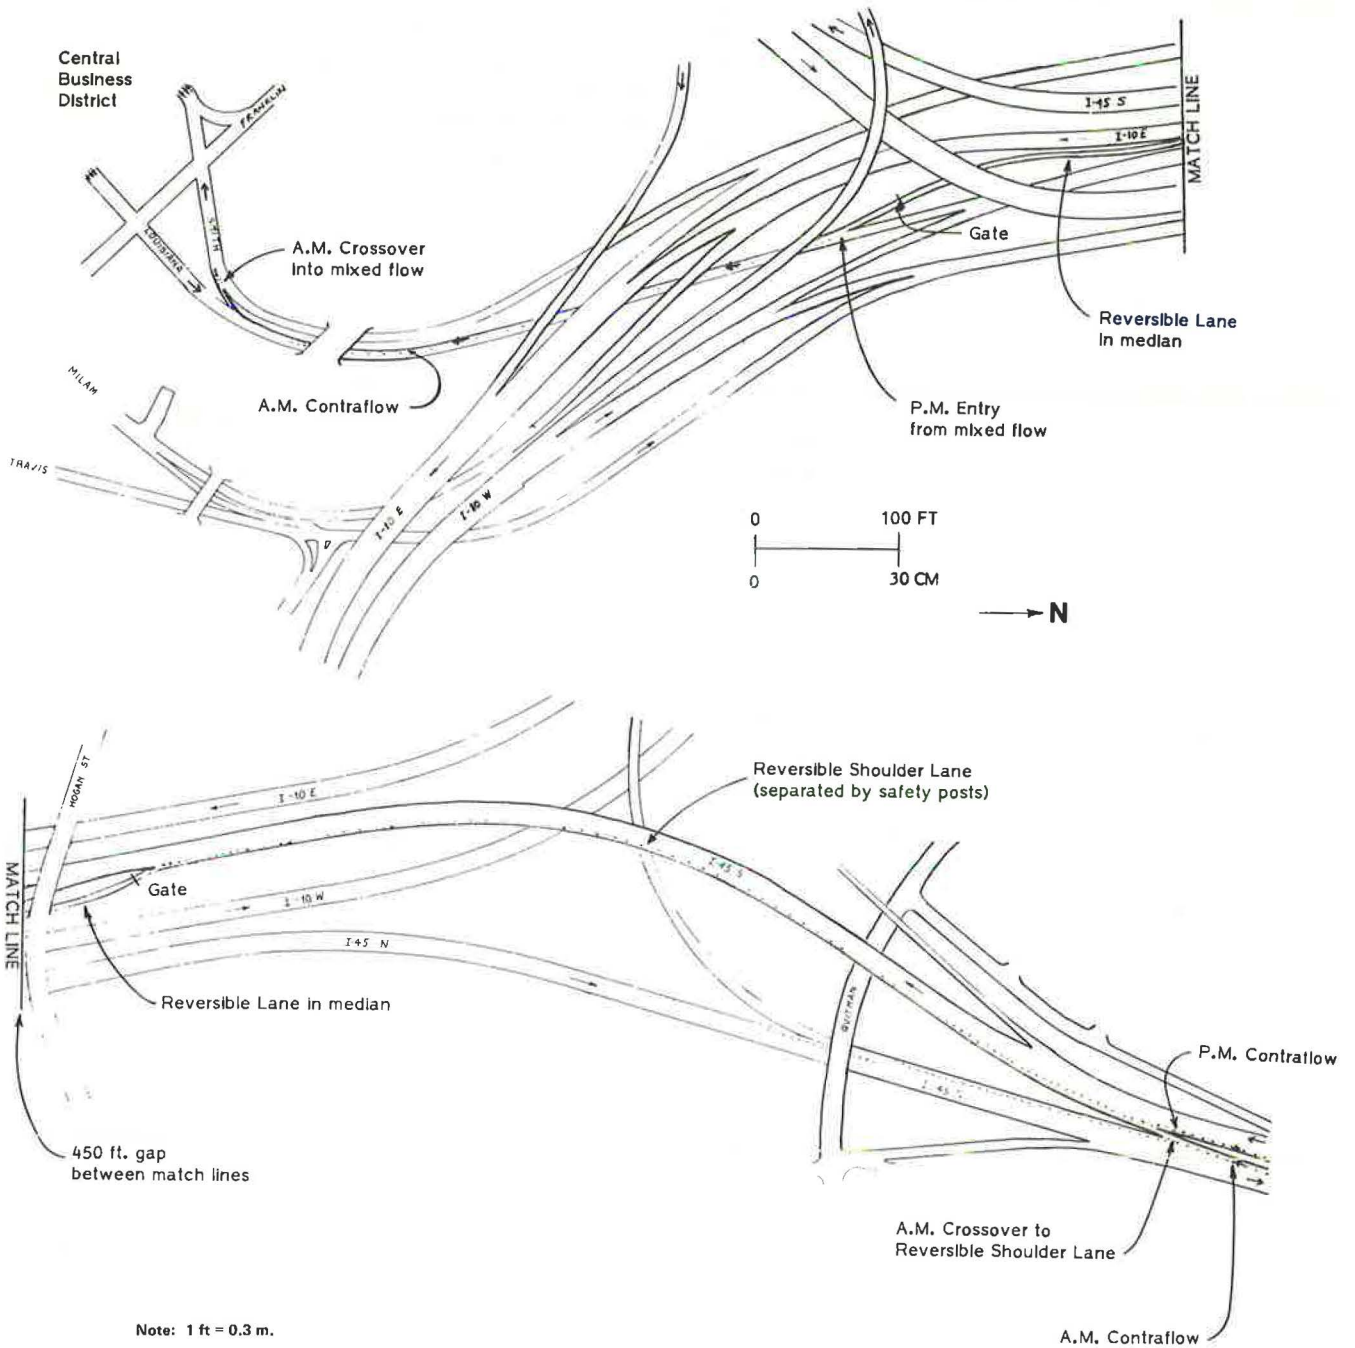 Central
Business
District
FRANKLIN
SMITH
LOUISIANA
A.M. Crossover
into mixed flow
A.M. Contraflow
MILAM
TRAVIS
I-10 E
I-10 W
I-45 S
I-10 E
MATCH LINE
Gate
Reversible Lane
in median
P.M. Entry
from mixed flow
0 100 FT
0 30 CM
N
HOGAN ST
I-10 E
Reversible Shoulder Lane
(separated by safety posts)
I-45 S
MATCH LINE
Gate
I-10 W
I-45 N
Reversible Lane in median
QUITMAN
P.M. Contraflow
450 ft. gap
between match lines
A.M. Crossover to
Reversible Shoulder Lane
A.M. Contraflow
Note: 1 ft = 0.3 m.